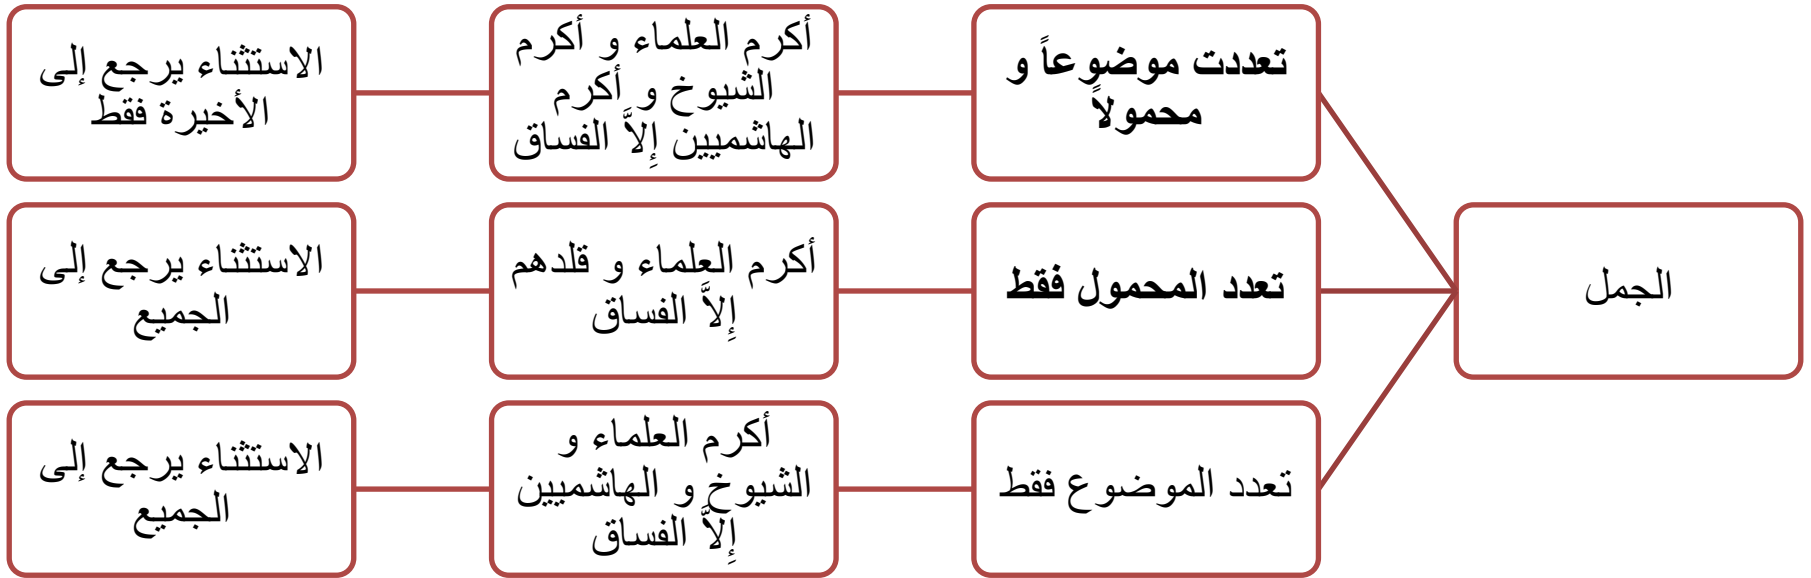 الجمل
تعددت موضوعاً و
محمولاً
أكرم العلماء و أكرم
الشيوخ و أكرم
الهاشميين إِلاَّ الفساق
الاستثناء يرجع إلى
الأخيرة فقط
تعدد المحمول فقط
أكرم العلماء و قلدهم
إِلاَّ الفساق
الاستثناء يرجع إلى
الجميع
تعدد الموضوع فقط
أكرم العلماء و
الشيوخ و الهاشميين
إِلاَّ الفساق
الاستثناء يرجع إلى
الجميع